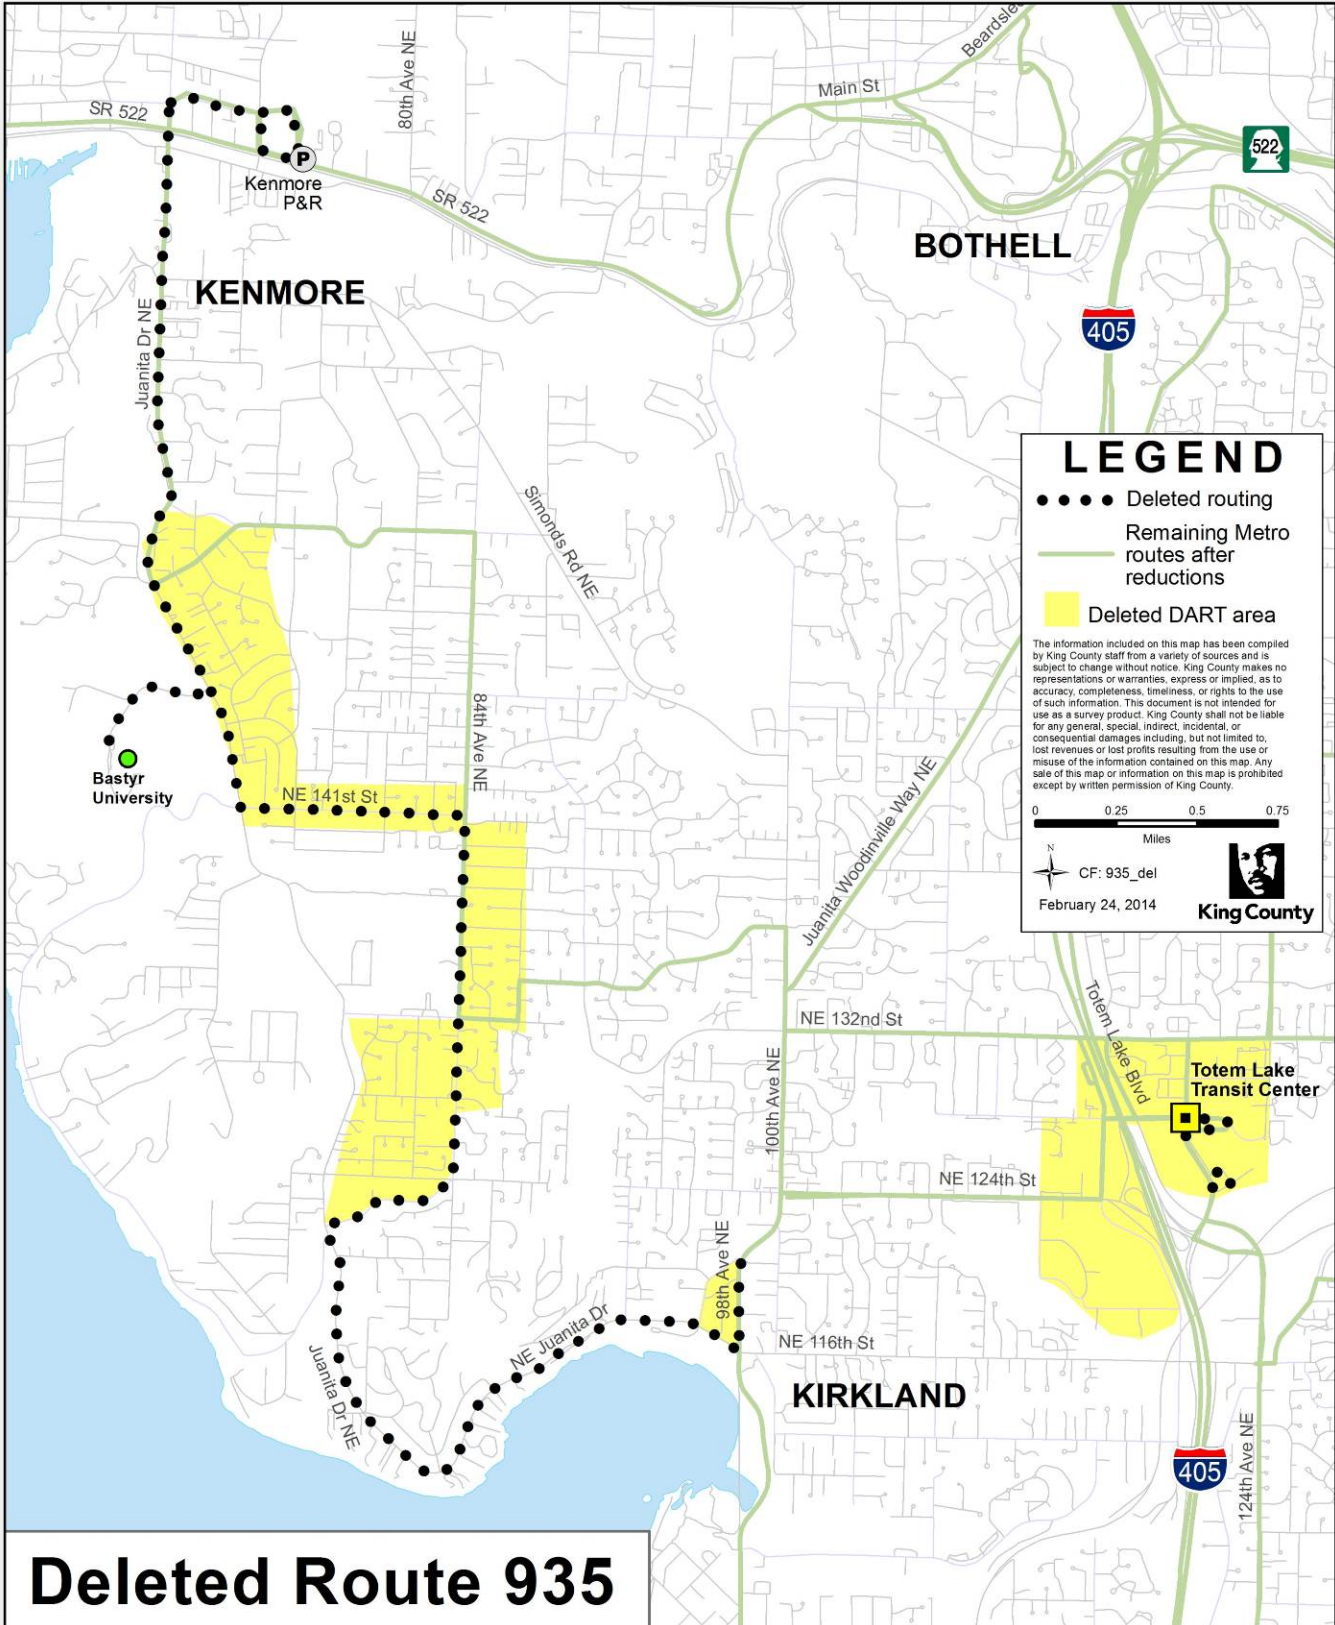 80th Ave NE
Beardslee
Main St
SR 522
522
P
Kenmore
P&R
SR 522
BOTHELL
KENMORE
Juanita Dr NE
405
LEGEND
Deleted routing
Remaining Metro
routes after
reductions
Deleted DART area
The information included on this map has been compiled
by King County staff from a variety of sources and is
subject to change without notice. King County makes no
representations or warranties, express or implied, as to
accuracy, completeness, timeliness, or rights to the use
of such information. This document is not intended for
use as a survey product. King County shall not be liable
for any general, special, indirect, incidental, or
consequential damages including, but not limited to,
lost revenues or lost profits resulting from the use or
misuse of the information contained on this map. Any
sale of this map or information on this map is prohibited
except by written permission of King County.
0 0.25 0.5 0.75
Miles
N
CF: 935_del
February 24, 2014
King County
Simonds Rd NE
84th Ave NE
Bastyr
University
NE 141st St
Juanita Woodinville Way NE
NE 132nd St
Totem Lake Blvd
Totem Lake
Transit Center
100th Ave NE
NE 124th St
98th Ave NE
NE Juanita Dr
NE 116th St
Juanita Dr NE
KIRKLAND
405
124th Ave NE
Deleted Route 935